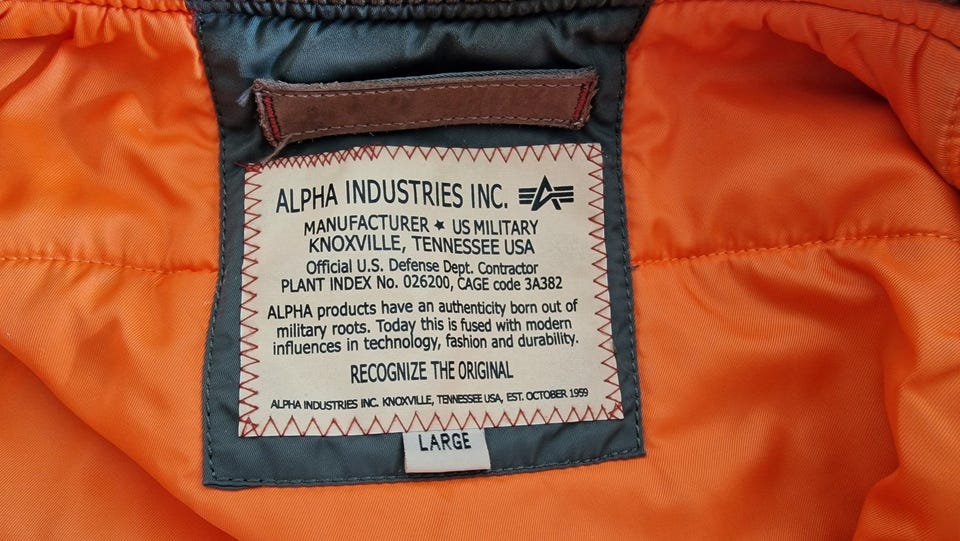 ALPHA INDUSTRIES INC.
MANUFACTURER ★ US MILITARY
KNOXVILLE, TENNESSEE USA
Official U.S. Defense Dept. Contractor
PLANT INDEX No. 026200, CAGE code 3A382
ALPHA products have an authenticity born out of
military roots. Today this is fused with modern
influences in technology, fashion and durability.
RECOGNIZE THE ORIGINAL
ALPHA INDUSTRIES INC. KNOXVILLE, TENNESSEE USA, EST. OCTOBER 1959
LARGE